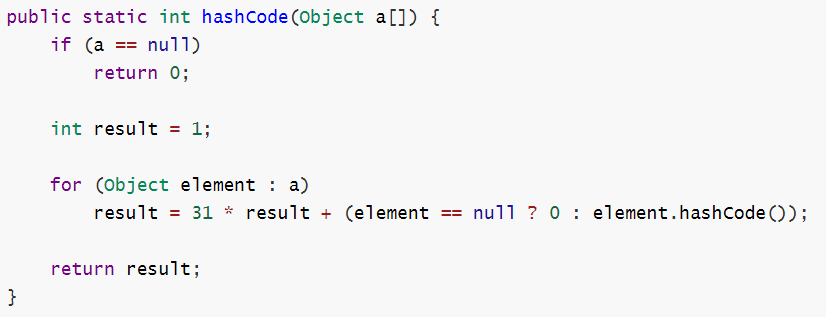 public static int hashCode(Object a[]) {
    if (a == null)
        return 0;

    int result = 1;

    for (Object element : a)
        result = 31 * result + (element == null ? 0 : element.hashCode());

    return result;
}